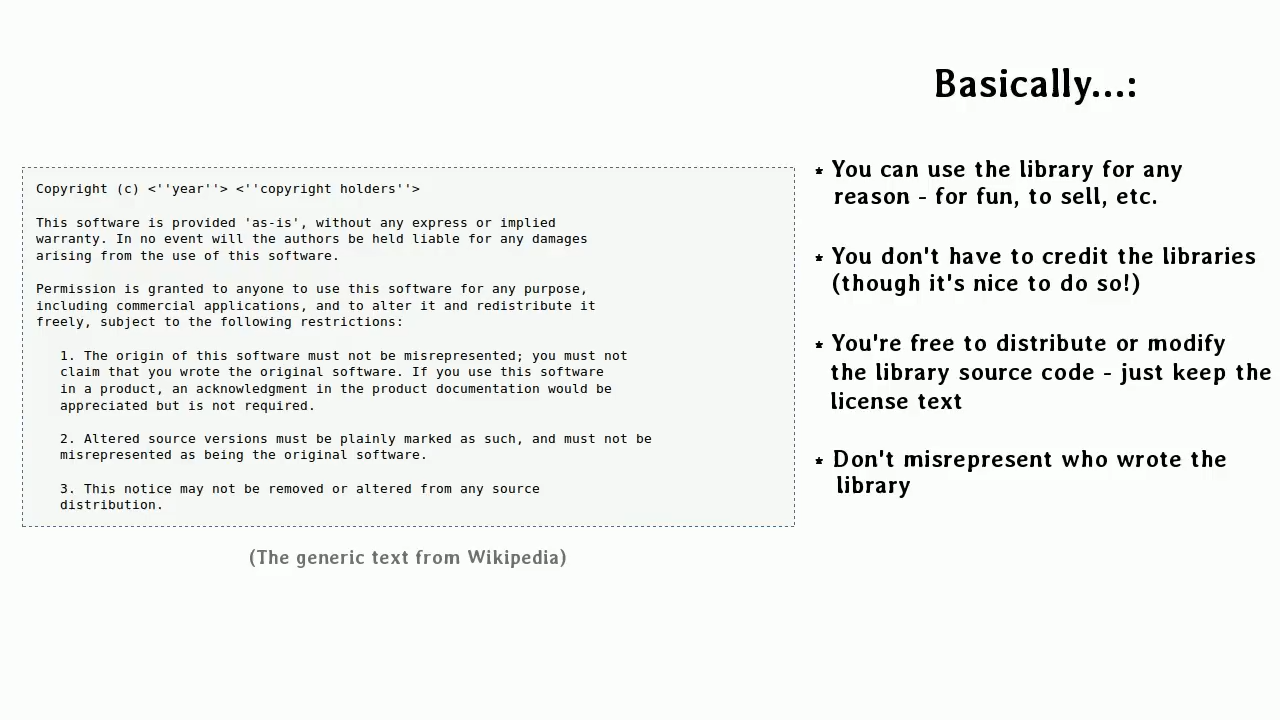 Basically...:
Copyright (c) <''year''> <''copyright holders''>
This software is provided 'as-is', without any express or implied
warranty. In no event will the authors be held liable for any damages
arising from the use of this software.
Permission is granted to anyone to use this software for any purpose,
including commercial applications, and to alter it and redistribute it
freely, subject to the following restrictions:
1. The origin of this software must not be misrepresented; you must not
claim that you wrote the original software. If you use this software
in a product, an acknowledgment in the product documentation would be
appreciated but is not required.
2. Altered source versions must be plainly marked as such, and must not be
misrepresented as being the original software.
3. This notice may not be removed or altered from any source
distribution.
(The generic text from Wikipedia)
* You can use the library for any
reason - for fun, to sell, etc.
* You don't have to credit the libraries
(though it's nice to do so!)
* You're free to distribute or modify
the library source code - just keep the
license text
* Don't misrepresent who wrote the
library